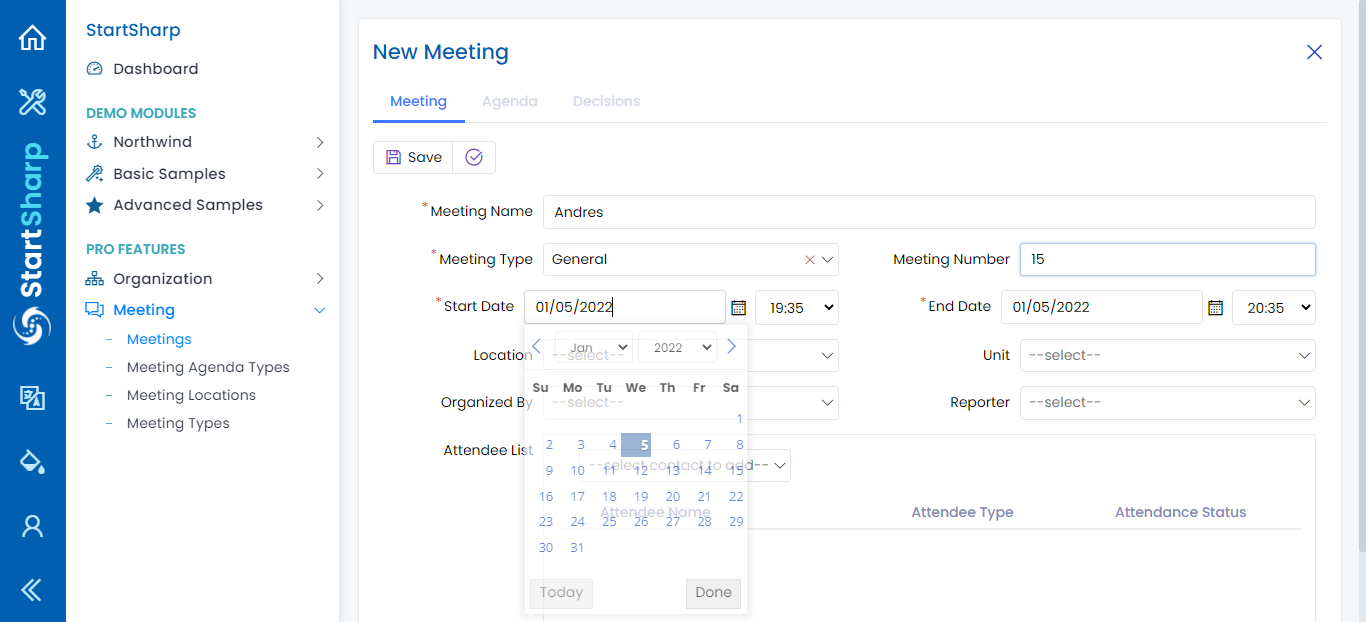 StartSharp
StartSharp
Dashboard
DEMO MODULES
Northwind
Basic Samples
Advanced Samples
PRO FEATURES
Organization
Meeting
Meetings
Meeting Agenda Types
Meeting Locations
Meeting Types
New Meeting
Meeting Agenda Decisions
Save
*Meeting Name Andres
*Meeting Type General
Meeting Number 15
*Start Date 01/05/2022 19:35
*End Date 01/05/2022 20:35
Location --select--
Unit --select--
Organized By --select--
Reporter --select--
Attendee List
--select contact to add--
Attendee Name Attendee Type Attendance Status
Jan 2022
Su Mo Tu We Th Fr Sa
1
2 3 4 5 6 7 8
9 10 11 12 13 14 15
16 17 18 19 20 21 22
23 24 25 26 27 28 29
30 31
Today Done